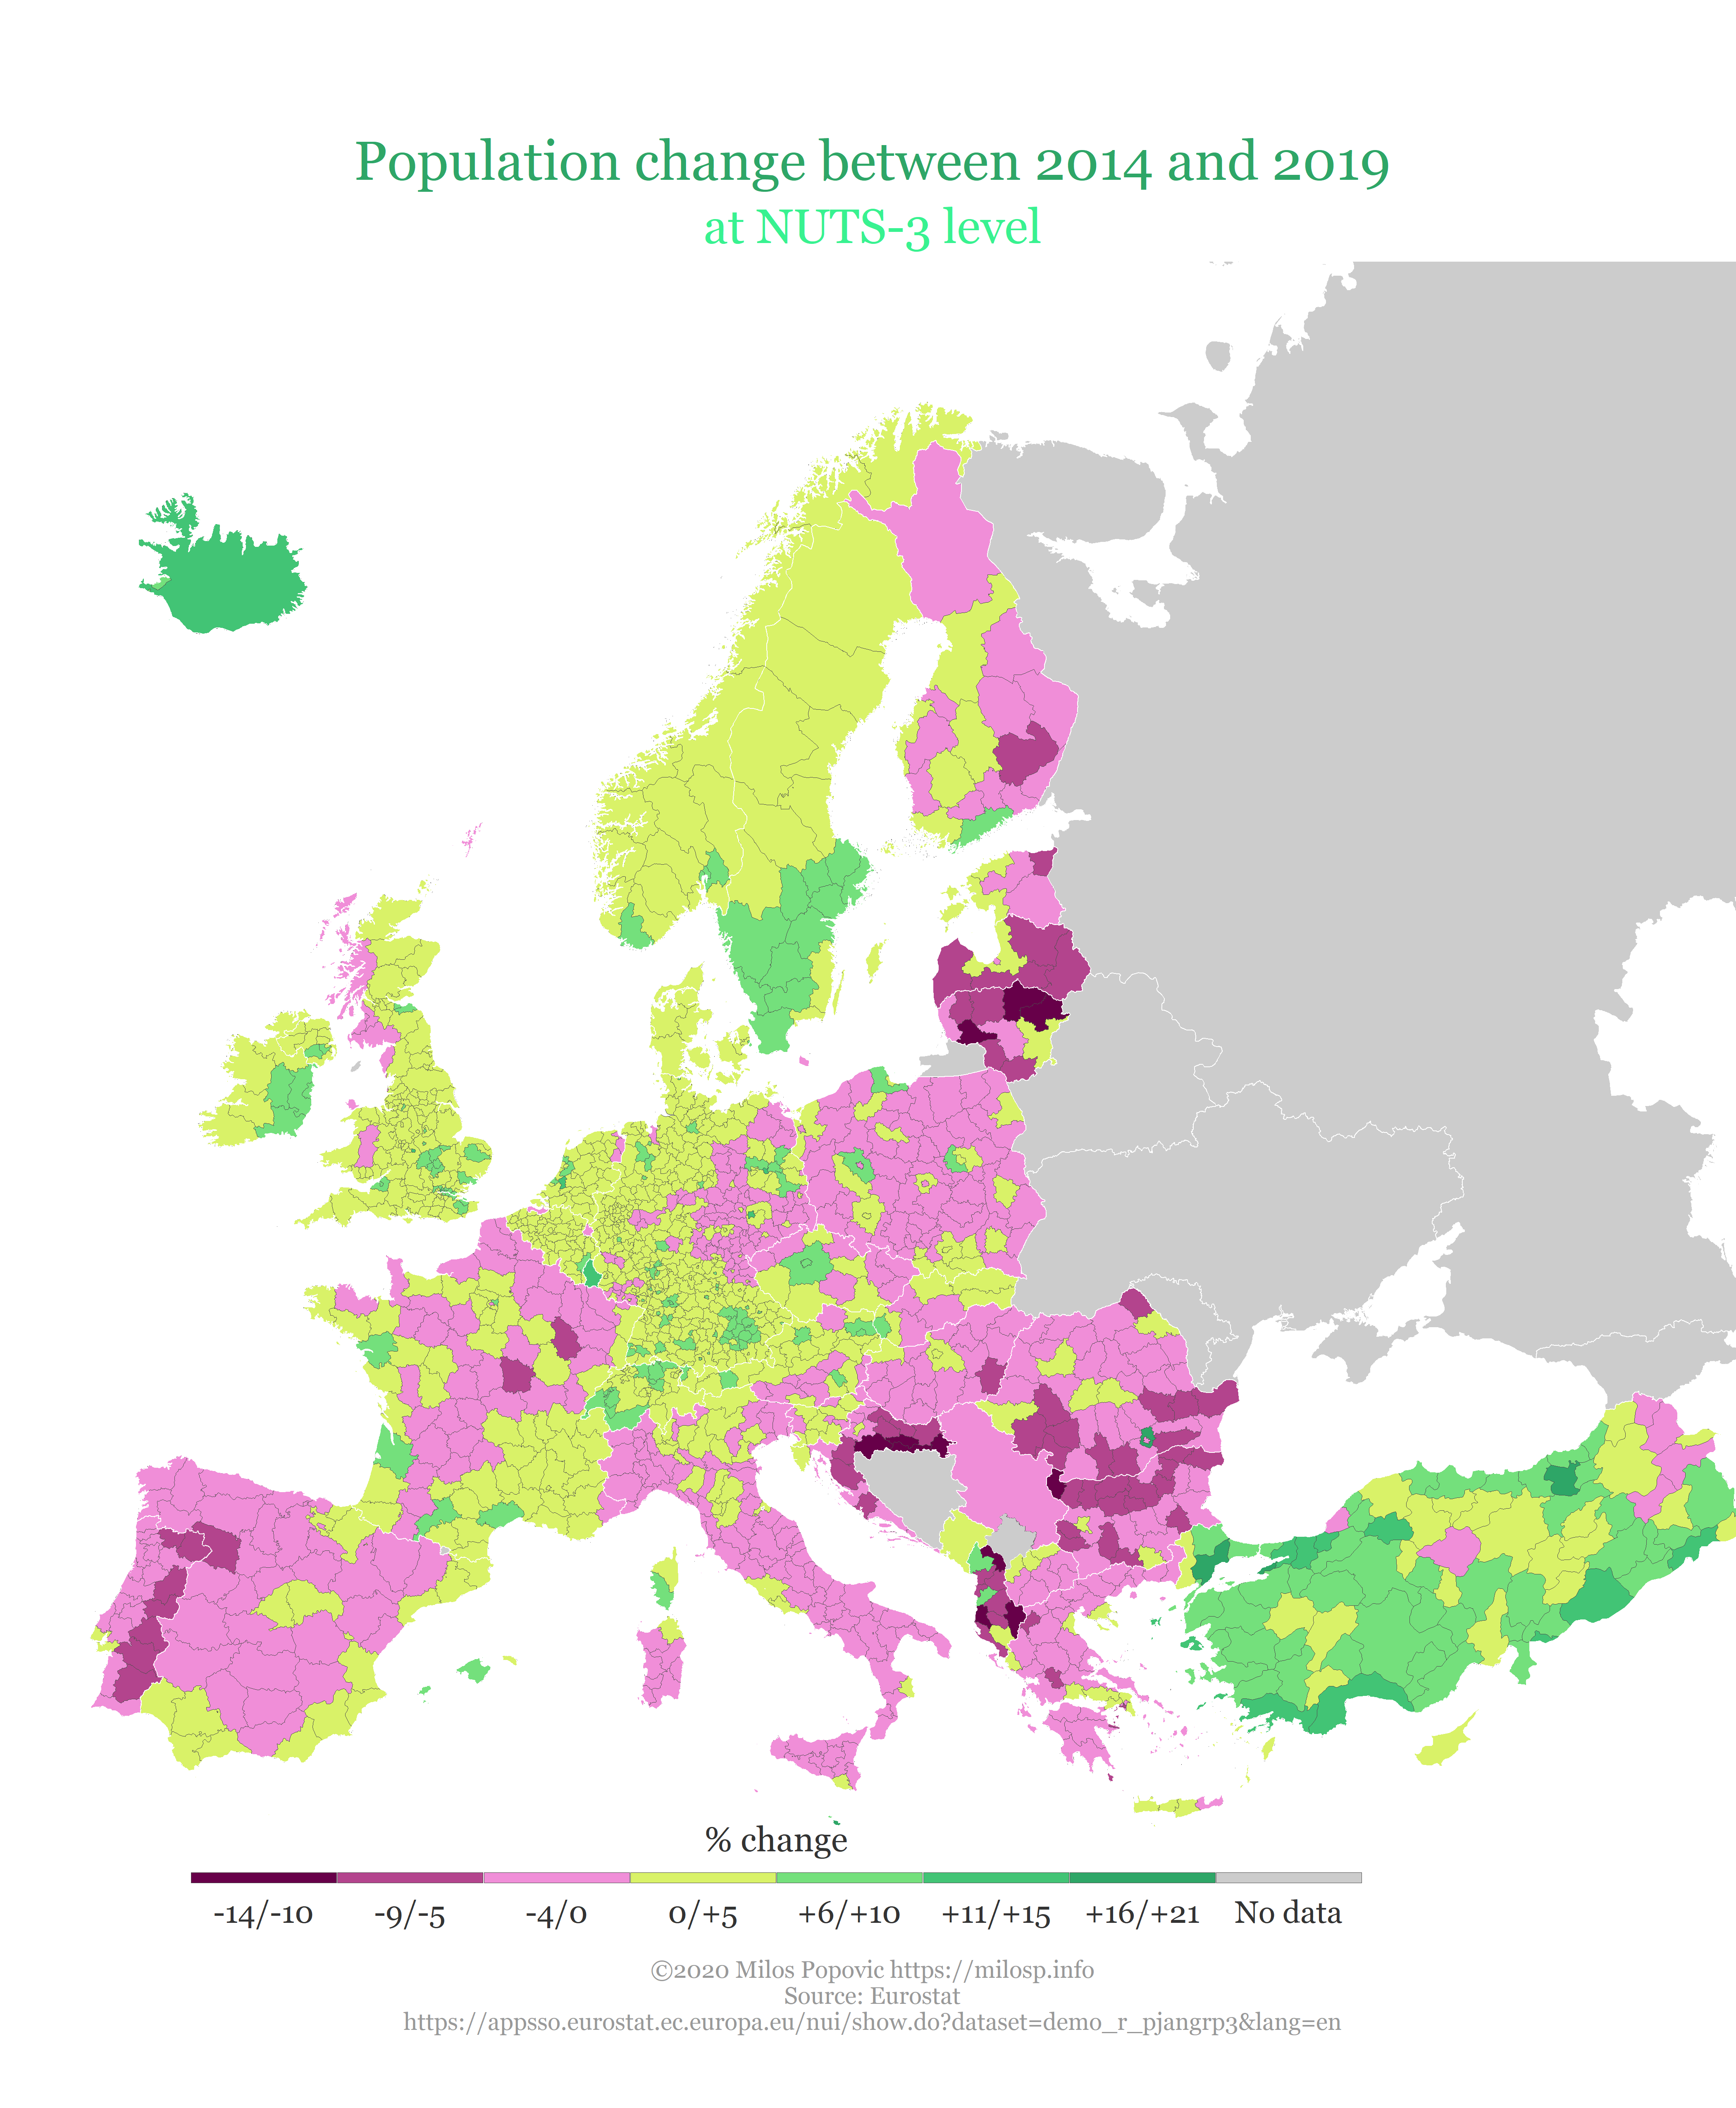 Population change between 2014 and 2019
at NUTS-3 level
% change
-14/-10 -9/-5 -4/0 0/+5 +6/+10 +11/+15 +16/+21 No data
©2020 Milos Popovic https://milosp.info
Source: Eurostat
https://appsso.eurostat.ec.europa.eu/nui/show.do?dataset=demo_r_pjangrp3&lang=en